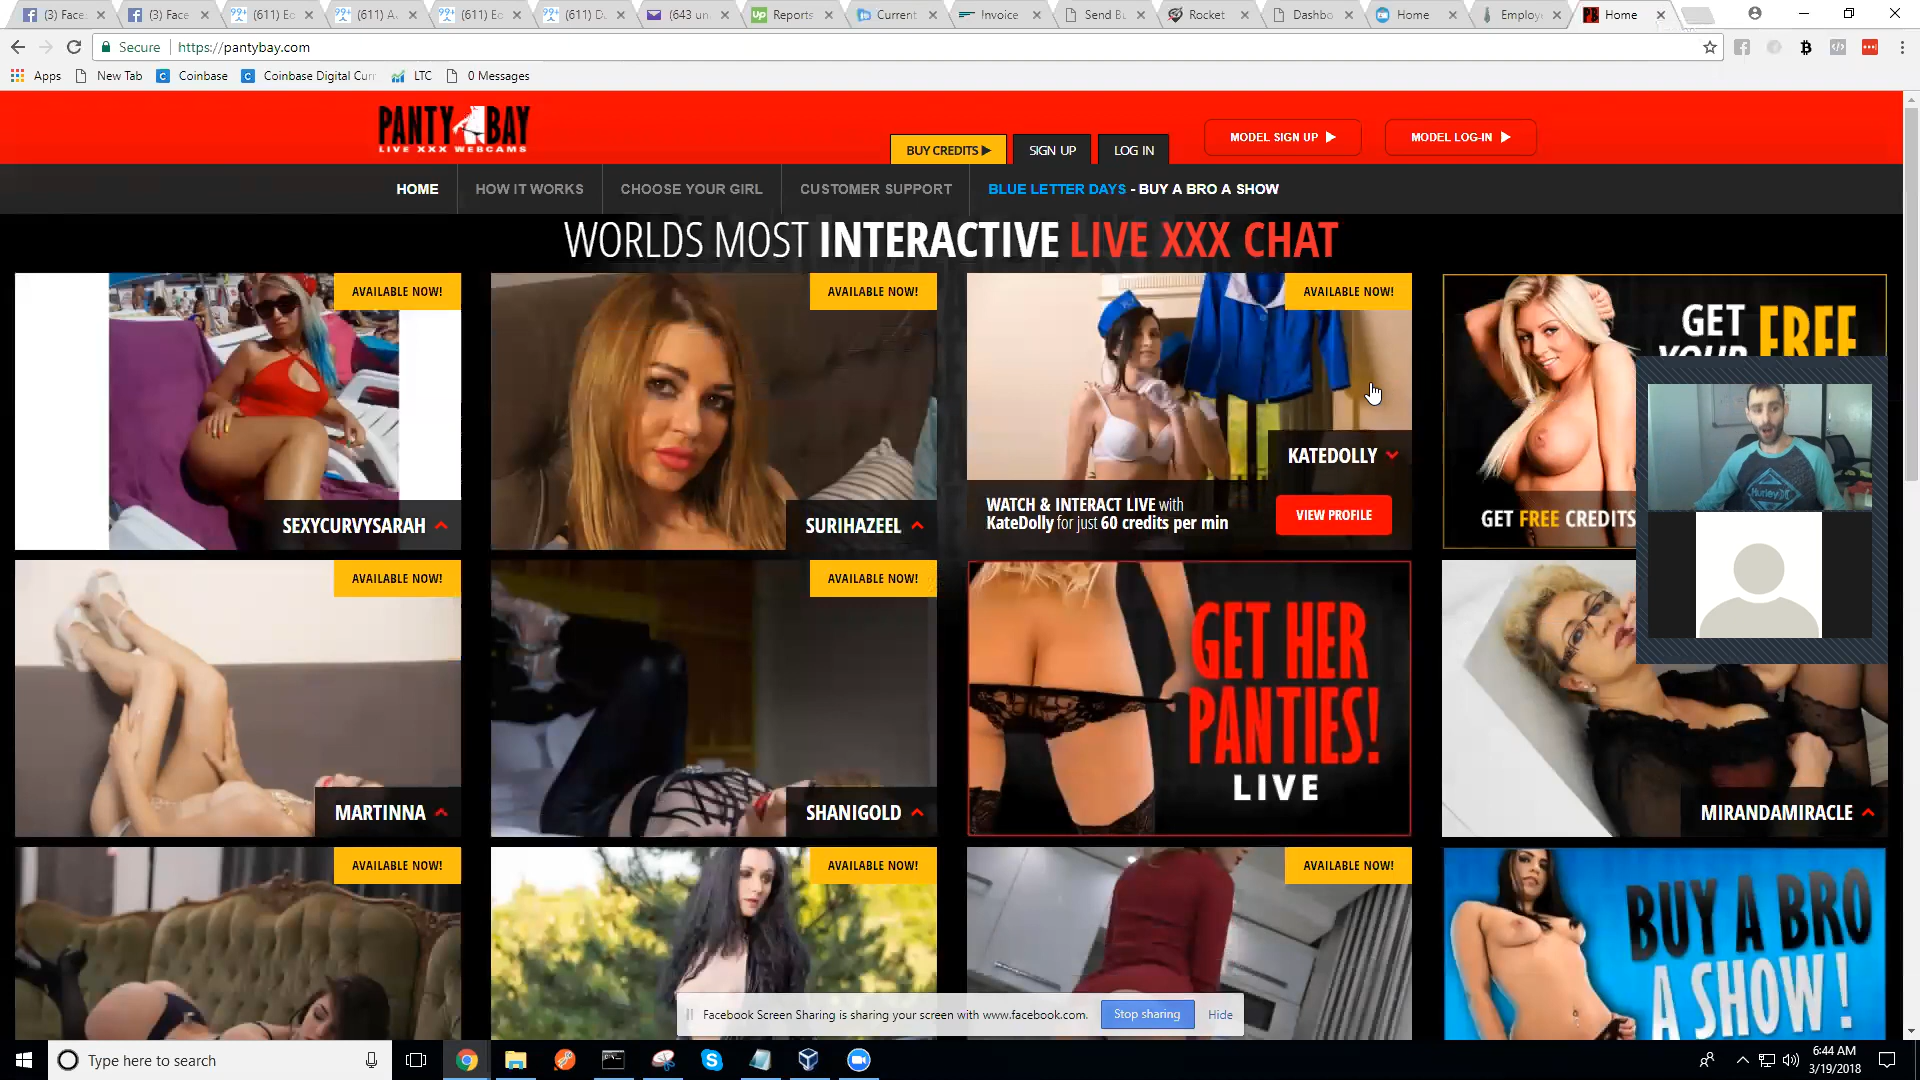 (3) Face
(3) Face
(611) Ec
(611) A
(611) Ec
(611) D
(643 un
Reports
Current
Invoice
Send B
Rocket
Dashbo
Home
Employ
Home
Secure
https://pantybay.com
Apps
New Tab
Coinbase
Coinbase Digital Curr
LTC
0 Messages
PANTY BAY
LIVE XXX WEBCAMS
BUY CREDITS
SIGN UP
LOG IN
MODEL SIGN UP
MODEL LOG-IN
HOME
HOW IT WORKS
CHOOSE YOUR GIRL
CUSTOMER SUPPORT
BLUE LETTER DAYS - BUY A BRO A SHOW
WORLDS MOST INTERACTIVE LIVE XXX CHAT
AVAILABLE NOW!
SEXYCURVYSARAH
AVAILABLE NOW!
SURIHAZEEL
AVAILABLE NOW!
KATEDOLLY
WATCH & INTERACT LIVE with
KateDolly for just 60 credits per min
VIEW PROFILE
GET YOUR FREE
GET FREE CREDITS
AVAILABLE NOW!
MARTINNA
AVAILABLE NOW!
SHANIGOLD
GET HER
PANTIES!
LIVE
Hurley
MIRANDAMIRACLE
AVAILABLE NOW!
AVAILABLE NOW!
AVAILABLE NOW!
BUY A BRO
A SHOW!
Facebook Screen Sharing is sharing your screen with www.facebook.com.
Stop sharing
Hide
Type here to search
6:44 AM
3/19/2018